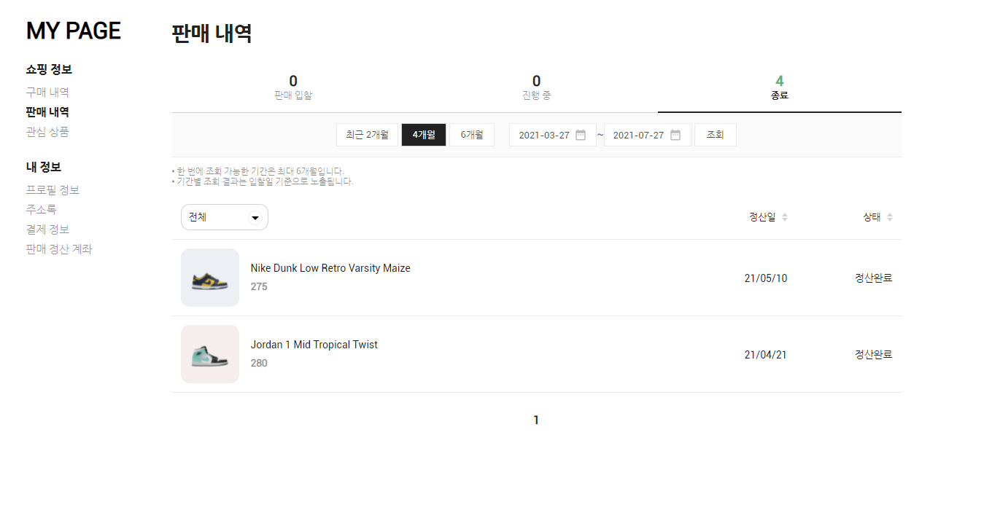 MY PAGE
쇼핑 정보
구매 내역
판매 내역
관심 상품
내 정보
프로필 정보
주소록
결제 정보
판매 정산 계좌
판매 내역
0 0 4
판매 입찰 진행 중 종료
최근 2개월 4개월 6개월 2021-03-27 ~ 2021-07-27 조회
• 한 번에 조회 가능한 기간은 최대 6개월입니다.
• 기간별 조회 결과는 입찰일 기준으로 노출됩니다.
전체 정산일 상태
Nike Dunk Low Retro Varsity Maize
275
21/05/10 정산완료
Jordan 1 Mid Tropical Twist
280
21/04/21 정산완료
1